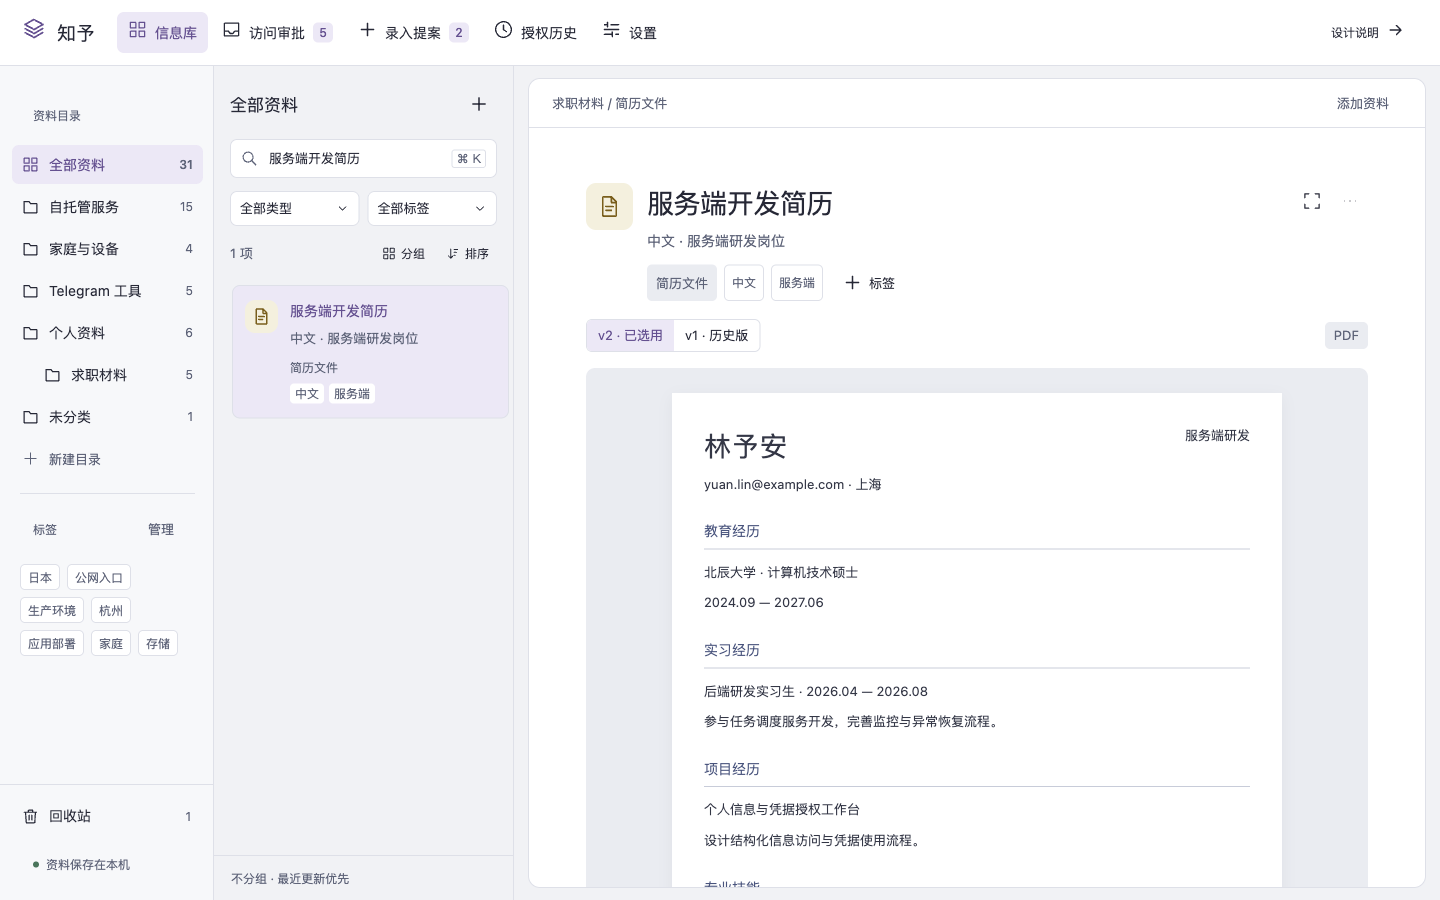 知予
信息库
访问审批 5
录入提案 2
授权历史
设置
设计说明
资料目录
全部资料 31
自托管服务 15
家庭与设备 4
Telegram 工具 5
个人资料 6
求职材料 5
未分类 1
新建目录
标签 管理
日本 公网入口
生产环境 杭州
应用部署 家庭 存储
回收站 1
资料保存在本机
全部资料
服务端开发简历 ⌘ K
全部类型 全部标签
1 项 分组 排序
服务端开发简历
中文 · 服务端研发岗位
简历文件
中文 服务端
不分组 · 最近更新优先
求职材料 / 简历文件 添加资料
服务端开发简历
中文 · 服务端研发岗位
简历文件 中文 服务端 标签
v2 · 已选用 v1 · 历史版 PDF
林予安 服务端研发
yuan.lin@example.com · 上海
教育经历
北辰大学 · 计算机技术硕士
2024.09 — 2027.06
实习经历
后端研发实习生 · 2026.04 — 2026.08
参与任务调度服务开发，完善监控与异常恢复流程。
项目经历
个人信息与凭据授权工作台
设计结构化信息访问与凭据使用流程。
专业技能